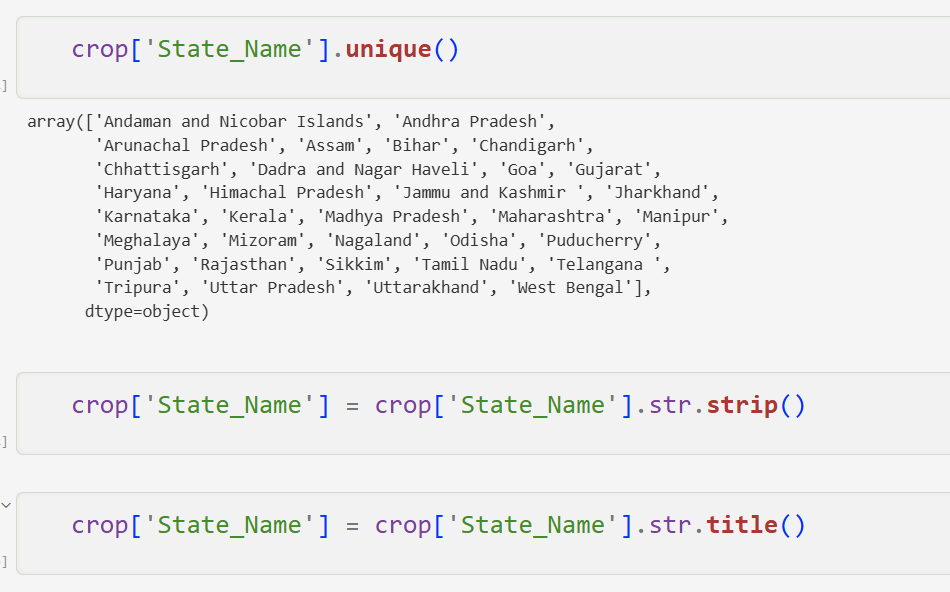 crop['State_Name'].unique()
]
array(['Andaman and Nicobar Islands', 'Andhra Pradesh',
'Arunachal Pradesh', 'Assam', 'Bihar', 'Chandigarh',
'Chhattisgarh', 'Dadra and Nagar Haveli', 'Goa', 'Gujarat',
'Haryana', 'Himachal Pradesh', 'Jammu and Kashmir ', 'Jharkhand',
'Karnataka', 'Kerala', 'Madhya Pradesh', 'Maharashtra', 'Manipur',
'Meghalaya', 'Mizoram', 'Nagaland', 'Odisha', 'Puducherry',
'Punjab', 'Rajasthan', 'Sikkim', 'Tamil Nadu', 'Telangana ',
'Tripura', 'Uttar Pradesh', 'Uttarakhand', 'West Bengal'],
dtype=object)
crop['State_Name'] = crop['State_Name'].str.strip()
]
crop['State_Name'] = crop['State_Name'].str.title()
]